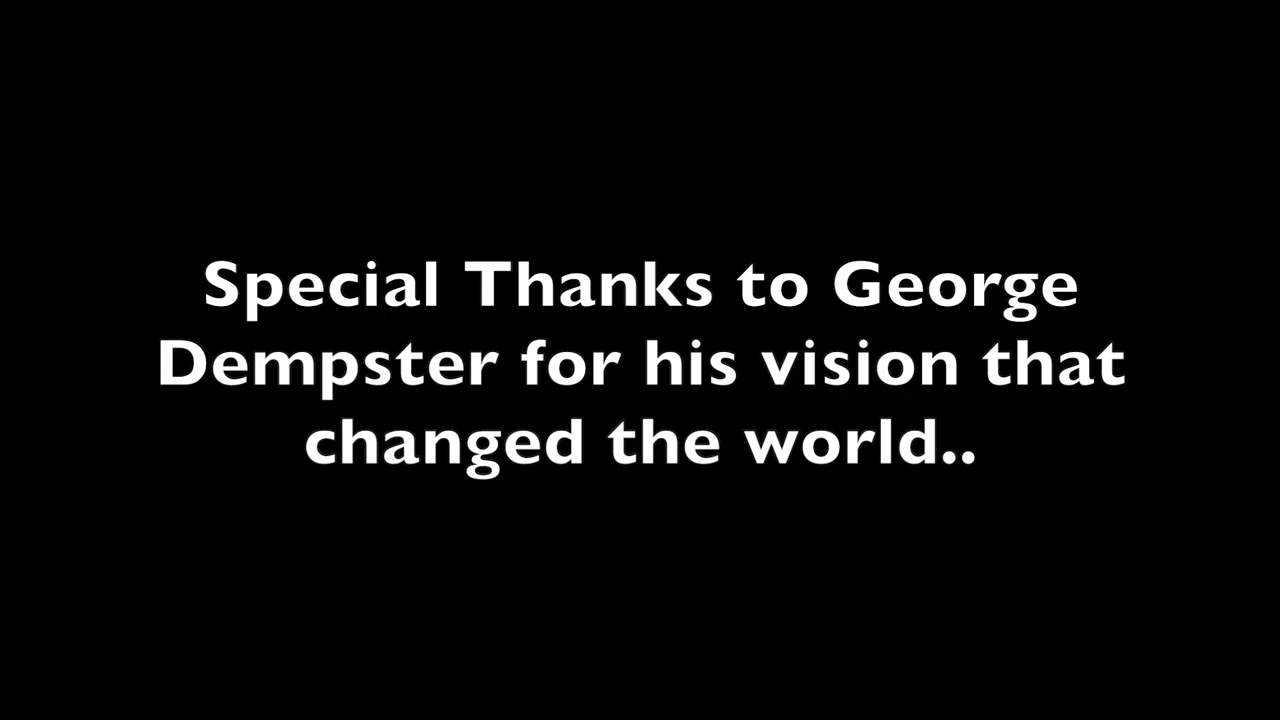 Special Thanks to George
Dempster for his vision that
changed the world..